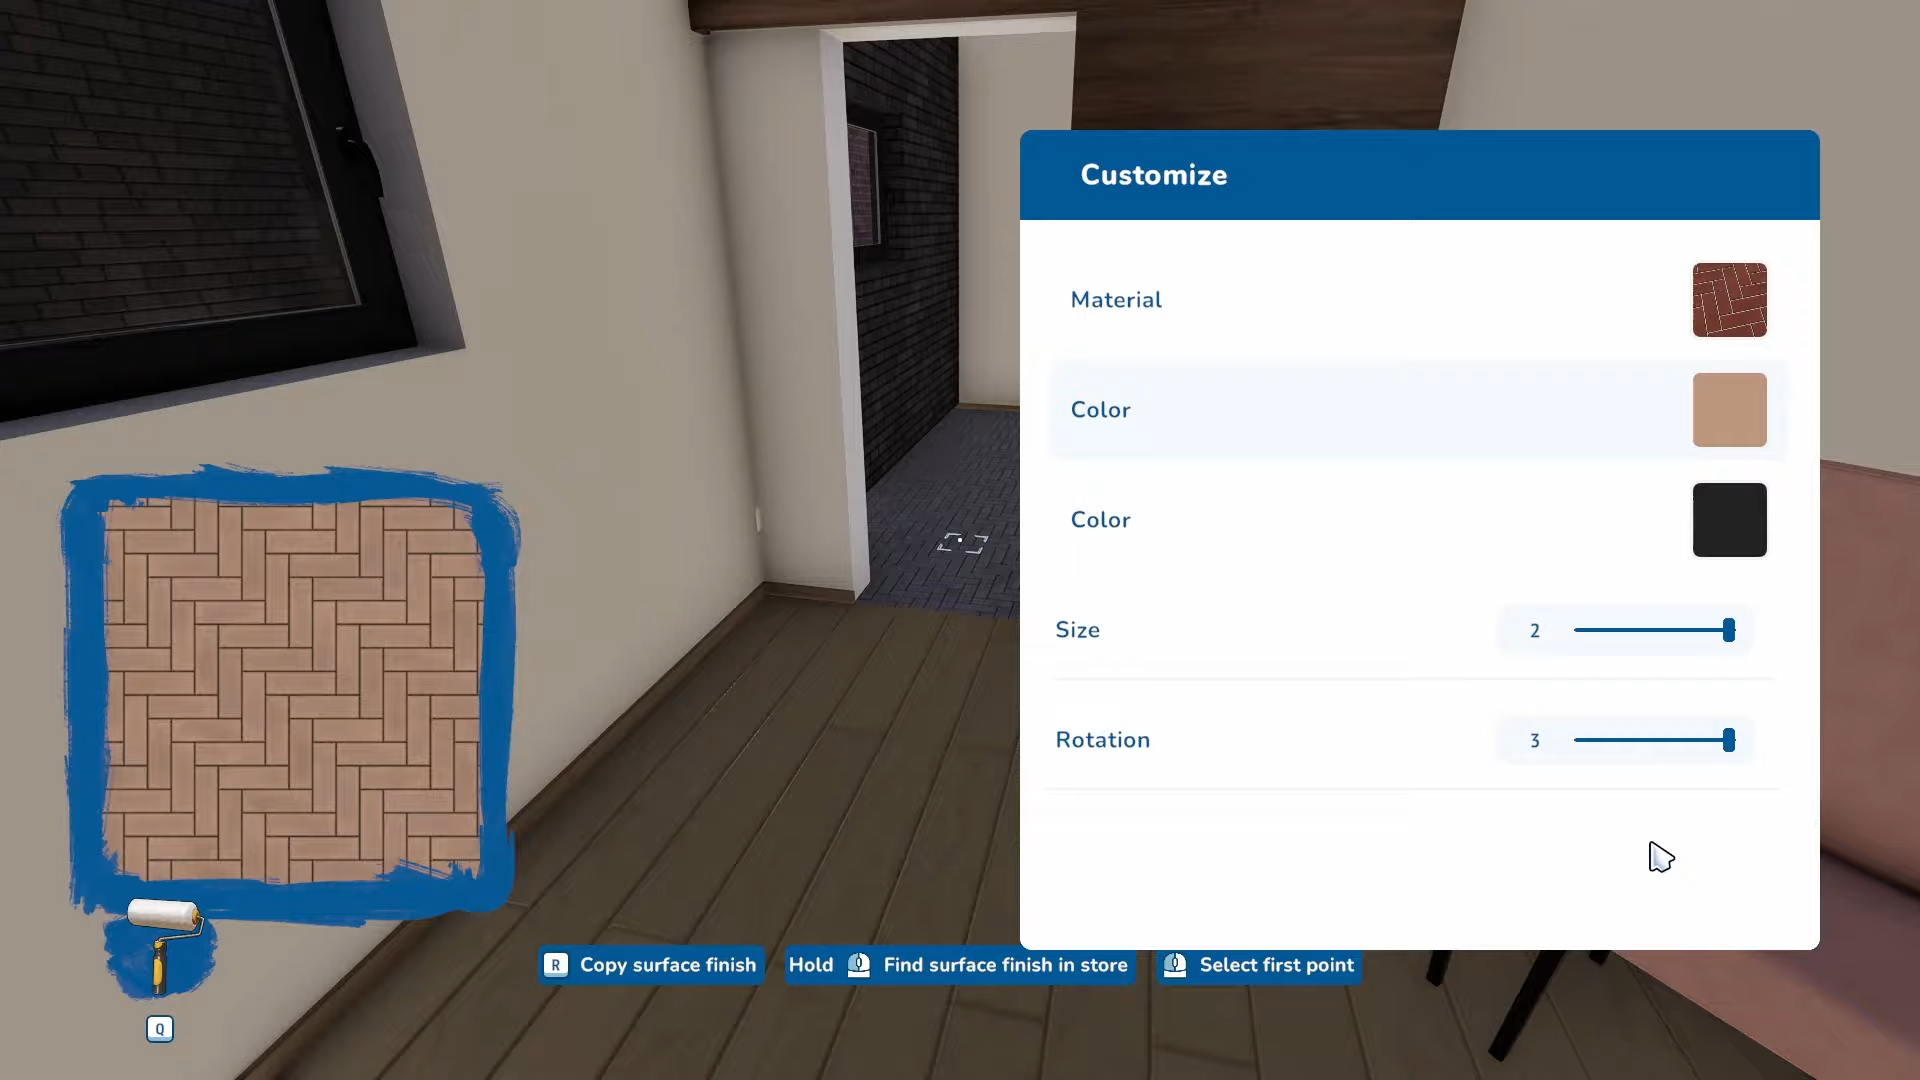 Customize
Material
Color
Color
Size 2
Rotation 3
R Copy surface finish
Hold Find surface finish in store
Select first point
Q